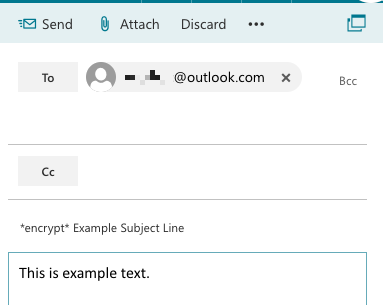 Send Attach Discard •••
To @outlook.com × Bcc
Cc
*encrypt* Example Subject Line
This is example text.